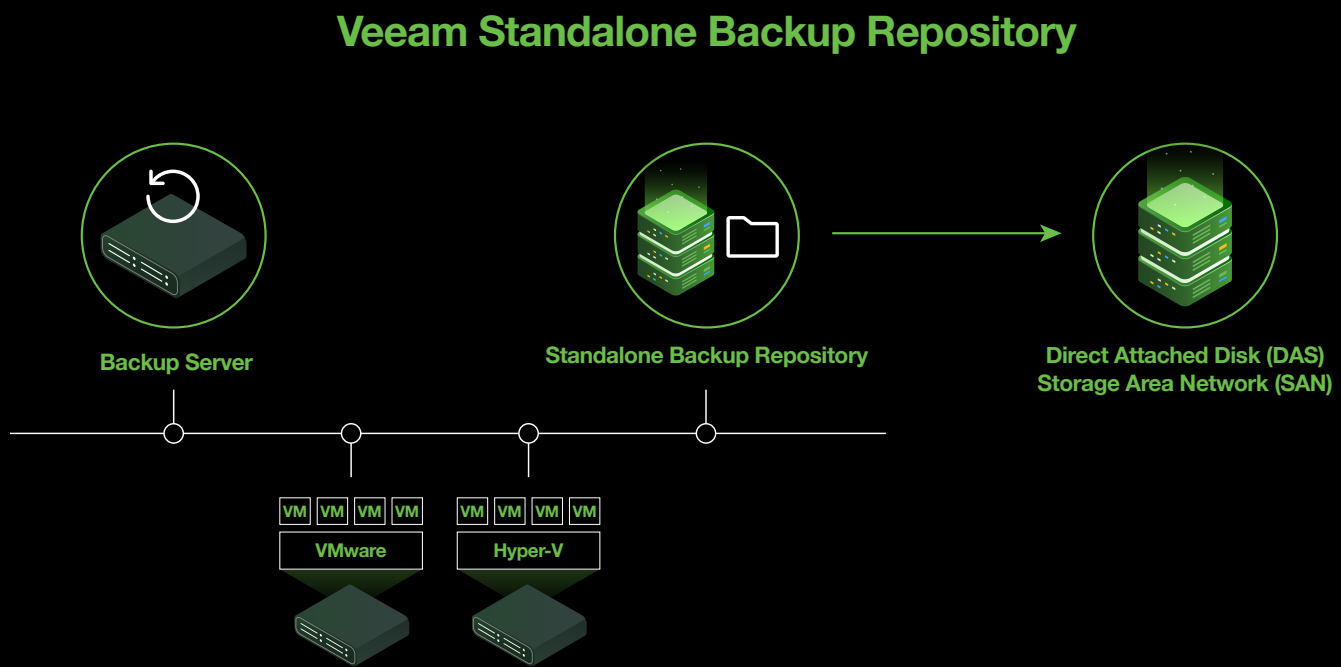 Veeam Standalone Backup Repository
Backup Server
Standalone Backup Repository
Direct Attached Disk (DAS)
Storage Area Network (SAN)
VM VM VM VM
VM VM VM VM
VMware
Hyper-V